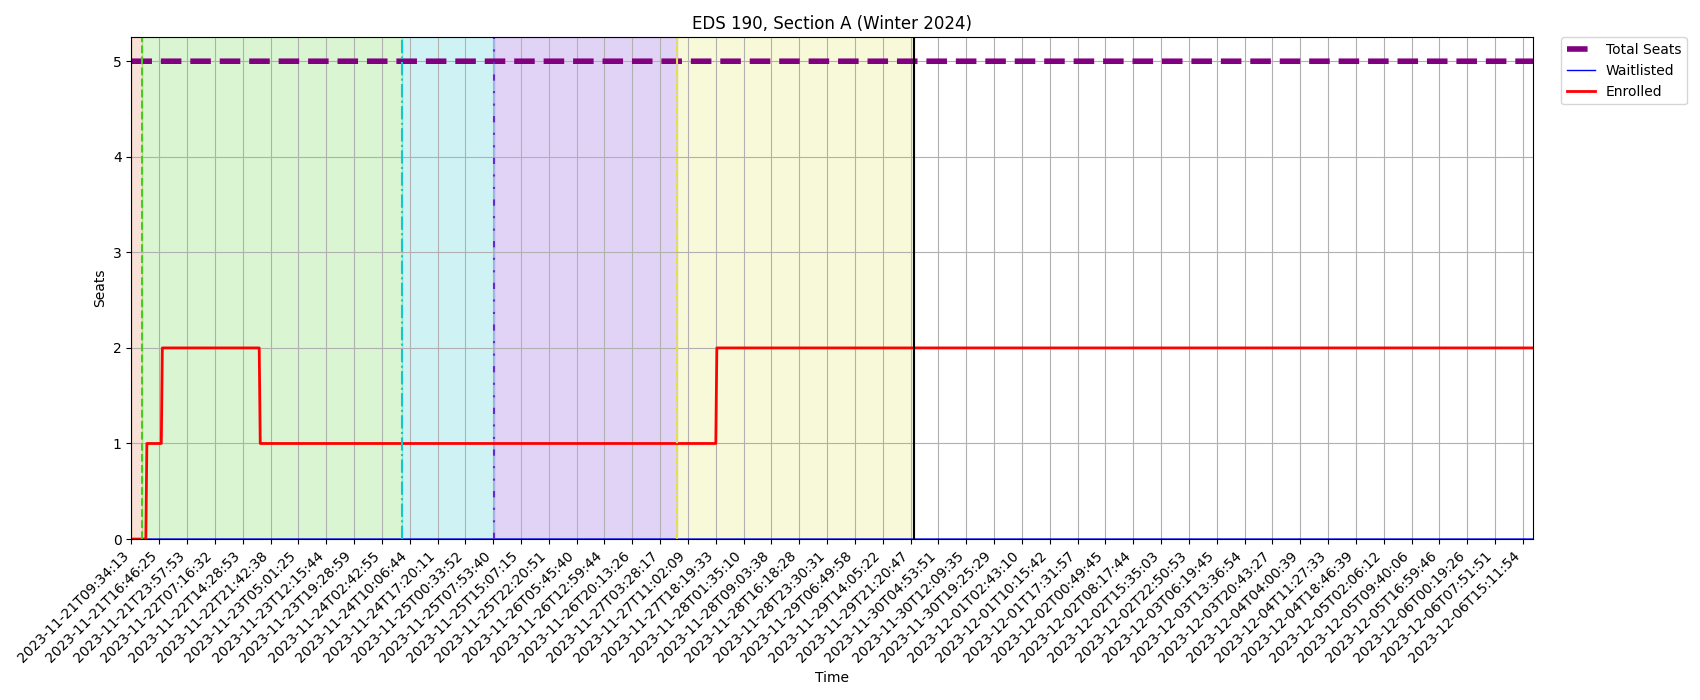 EDS 190, Section A (Winter 2024)
Total Seats
Waitlisted
Enrolled
5
4
3
2
1
0
Seats
2023-11-21T09:34:13
2023-11-21T16:46:25
2023-11-21T23:57:53
2023-11-22T07:16:32
2023-11-22T14:28:53
2023-11-22T21:42:38
2023-11-23T05:01:25
2023-11-23T12:15:44
2023-11-23T19:28:59
2023-11-24T02:42:55
2023-11-24T10:06:44
2023-11-24T17:20:11
2023-11-25T00:33:52
2023-11-25T07:53:40
2023-11-25T15:07:15
2023-11-25T22:20:51
2023-11-26T05:45:40
2023-11-26T12:59:44
2023-11-26T20:13:26
2023-11-27T03:28:17
2023-11-27T11:02:09
2023-11-27T18:19:33
2023-11-28T01:35:10
2023-11-28T09:03:38
2023-11-28T16:18:28
2023-11-28T23:30:31
2023-11-29T06:49:58
2023-11-29T14:05:22
2023-11-29T21:20:47
2023-11-30T04:53:51
2023-11-30T12:09:35
2023-11-30T19:25:29
2023-12-01T02:43:10
2023-12-01T10:15:42
2023-12-01T17:31:57
2023-12-02T00:49:45
2023-12-02T08:17:44
2023-12-02T15:35:03
2023-12-02T22:50:53
2023-12-03T06:19:45
2023-12-03T13:36:54
2023-12-03T20:43:27
2023-12-04T04:00:39
2023-12-04T11:27:33
2023-12-04T18:46:39
2023-12-05T02:06:12
2023-12-05T09:40:06
2023-12-05T16:59:46
2023-12-06T00:19:26
2023-12-06T07:51:51
2023-12-06T15:11:54
Time